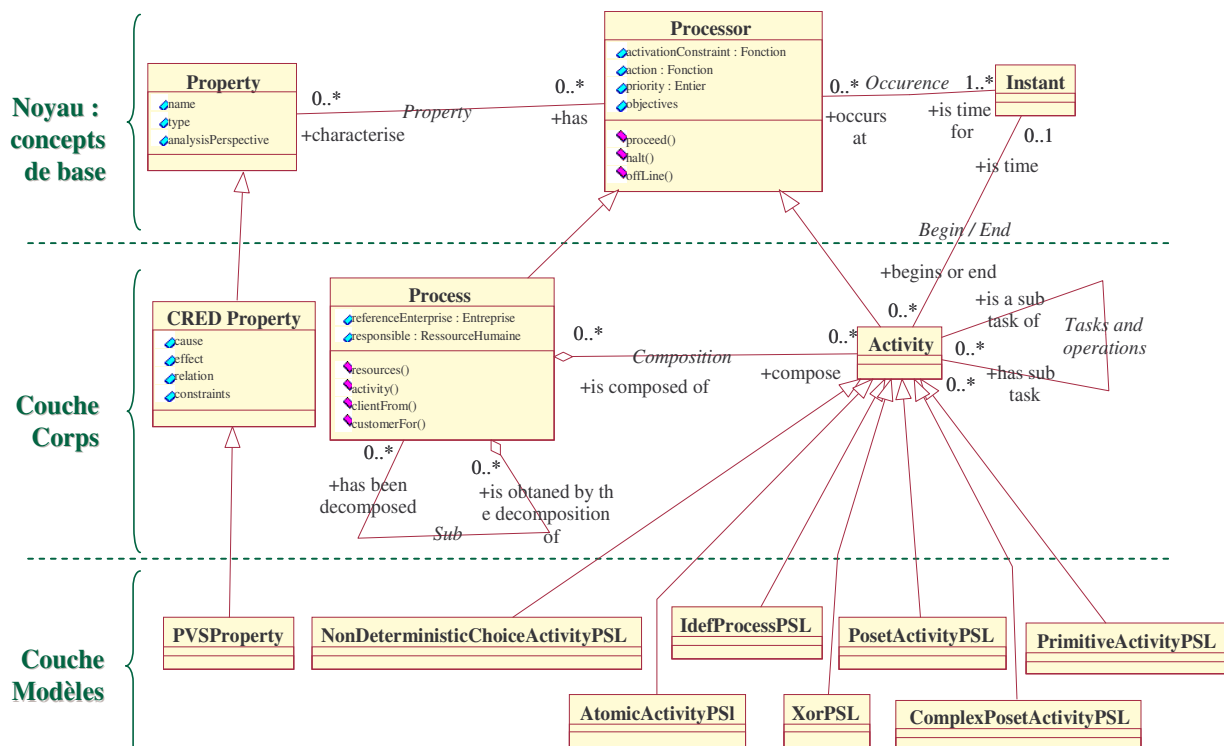 Noyau :
concepts
de base
Property
name
type
analysisPerspective
0..*
+characterise
Property
0..*
+has
Processor
activationConstraint : Fonction
action : Fonction
priority : Entier
objectives
proceed()
halt()
offLine()
0..*
Occurence
1..*
+occurs
at
+is time
for
Instant
0..1
+is time
Begin / End
Couche
Corps
CRED Property
cause
effect
relation
constraints
Process
referenceEnterprise : Entreprise
responsible : RessourceHumaine
resources()
activity()
clientFrom()
customerFor()
0..*
Composition
0..*
+is composed of
+compose
+begins or end
0..*
Activity
+is a sub
task of
0..*
Tasks and
operations
+has sub
task
0..*
0..*
+has been
decomposed
0..*
+is obtaned by th
e decomposition
of
Sub
Couche
Modèles
PVSProperty
NonDeterministicChoiceActivityPSL
IdefProcessPSL
PosetActivityPSL
PrimitiveActivityPSL
AtomicActivityPSl
XorPSL
ComplexPosetActivityPSL